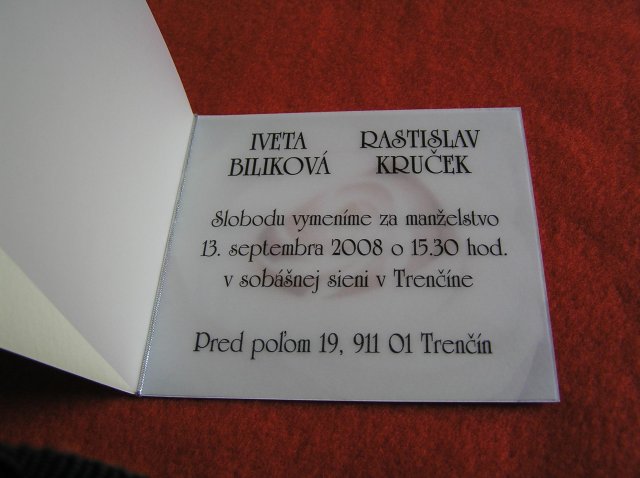 IVETA RASTISLAV
BILIKOVÁ KRUČEK
Slobodu vymeníme za manželstvo
13. septembra 2008 o 15.30 hod.
v sobášnej sieni v Trenčíne
Pred poľom 19, 911 01 Trenčín